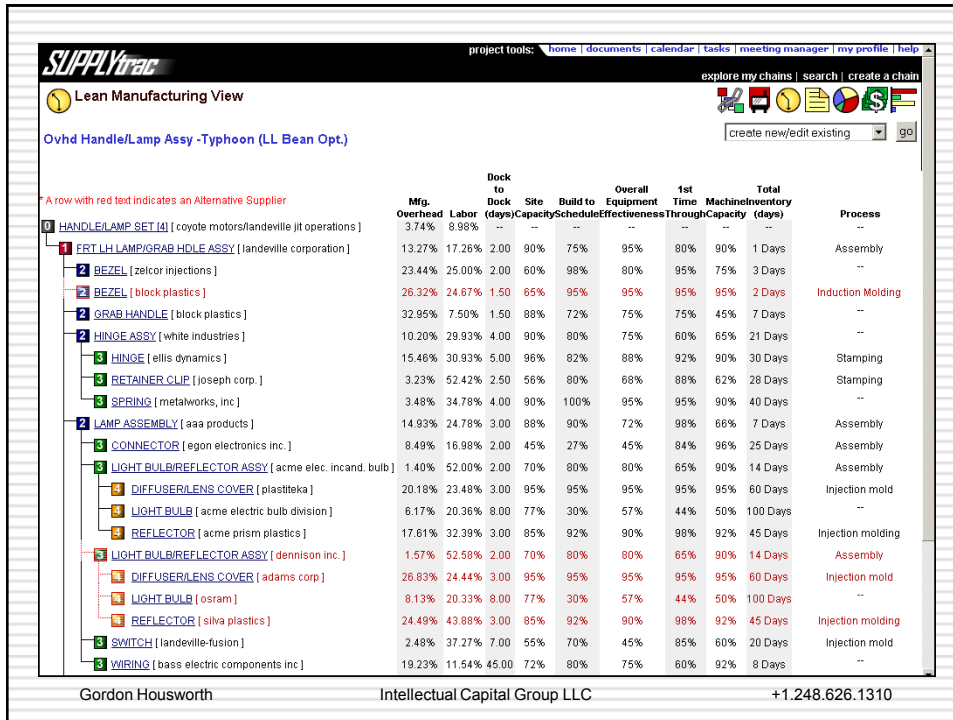 SUPPLYtrac
project tools: home | documents | calendar | tasks | meeting manager | my profile | help
explore my chains | search | create a chain
Lean Manufacturing View
create new/edit existing go
Ovhd Handle/Lamp Assy -Typhoon (LL Bean Opt.)
* A row with red text indicates an Alternative Supplier
Mfg. Overhead Labor Dock to Dock (days) Site Capacity Build to Schedule Overall Equipment Effectiveness 1st Time Through Machine Capacity Total Inventory (days) Process
0 HANDLE/LAMP SET [4] [ coyote motors/landeville jit operations ] 3.74% 8.98% -- -- -- -- -- -- -- --
1 FRT LH LAMP/GRAB HDLE ASSY [ landeville corporation ] 13.27% 17.26% 2.00 90% 75% 95% 80% 90% 1 Days Assembly
2 BEZEL [ zelcor injections ] 23.44% 25.00% 2.00 60% 98% 80% 95% 75% 3 Days --
2 BEZEL [ block plastics ] 26.32% 24.67% 1.50 65% 95% 95% 95% 95% 2 Days Induction Molding
2 GRAB HANDLE [ block plastics ] 32.95% 7.50% 1.50 88% 72% 75% 75% 45% 7 Days --
2 HINGE ASSY [ white industries ] 10.20% 29.93% 4.00 90% 80% 75% 60% 65% 21 Days --
3 HINGE [ ellis dynamics ] 15.46% 30.93% 5.00 96% 82% 88% 92% 90% 30 Days Stamping
3 RETAINER CLIP [ joseph corp. ] 3.23% 52.42% 2.50 56% 80% 68% 88% 62% 28 Days Stamping
3 SPRING [ metalworks, inc ] 3.48% 34.78% 4.00 90% 100% 95% 95% 90% 40 Days --
2 LAMP ASSEMBLY [ aaa products ] 14.93% 24.78% 3.00 88% 90% 72% 98% 66% 7 Days Assembly
3 CONNECTOR [ egon electronics inc. ] 8.49% 16.98% 2.00 45% 27% 45% 84% 96% 25 Days Assembly
3 LIGHT BULB/REFLECTOR ASSY [ acme elec. incand. bulb ] 1.40% 52.00% 2.00 70% 80% 80% 65% 90% 14 Days Assembly
4 DIFFUSER/LENS COVER [ plastiteka ] 20.18% 23.48% 3.00 95% 95% 95% 95% 95% 60 Days Injection mold
4 LIGHT BULB [ acme electric bulb division ] 6.17% 20.36% 8.00 77% 30% 57% 44% 50% 100 Days --
4 REFLECTOR [ acme prism plastics ] 17.61% 32.39% 3.00 85% 92% 90% 98% 92% 45 Days Injection molding
3 LIGHT BULB/REFLECTOR ASSY [ dennison inc. ] 1.57% 52.58% 2.00 70% 80% 80% 65% 90% 14 Days Assembly
4 DIFFUSER/LENS COVER [ adams corp ] 26.83% 24.44% 3.00 95% 95% 95% 95% 95% 60 Days Injection mold
4 LIGHT BULB [ osram ] 8.13% 20.33% 8.00 77% 30% 57% 44% 50% 100 Days --
4 REFLECTOR [ silva plastics ] 24.49% 43.88% 3.00 85% 92% 90% 98% 92% 45 Days Injection molding
3 SWITCH [ landeville-fusion ] 2.48% 37.27% 7.00 55% 70% 45% 85% 60% 20 Days Injection mold
3 WIRING [ bass electric components inc ] 19.23% 11.54% 45.00 72% 80% 75% 60% 92% 8 Days --
Gordon Housworth Intellectual Capital Group LLC +1.248.626.1310